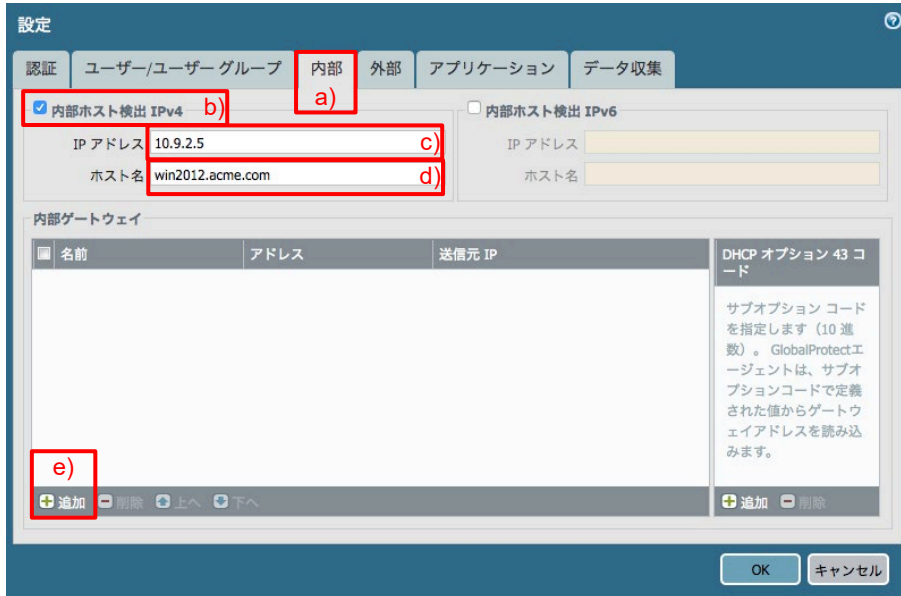 設定
認証 ユーザー/ユーザー グループ 内部 外部 アプリケーション データ収集
a)
内部ホスト検出 IPv4 b)
IP アドレス 10.9.2.5 c)
ホスト名 win2012.acme.com d)
内部ホスト検出 IPv6
IP アドレス
ホスト名
内部ゲートウェイ
名前 アドレス 送信元 IP
DHCP オプション 43 コ
ード
サブオプション コード
を指定します（10 進
数）。 GlobalProtectエ
ージェントは、サブオ
プションコードで定義
された値からゲートウ
ェイアドレスを読み込
みます。
e)
追加 削除 上へ 下へ
追加 削除
OK キャンセル